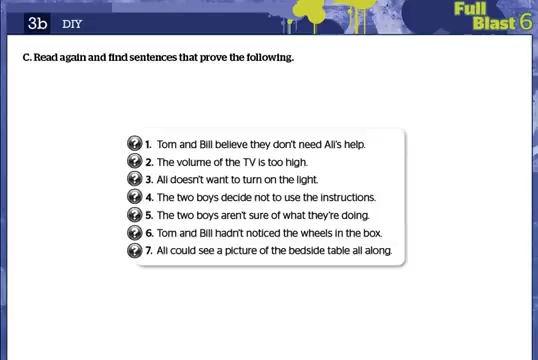 3b DIY
Full
Blast 6
C. Read again and find sentences that prove the following.
? 1. Tom and Bill believe they don't need Ali's help.
? 2. The volume of the TV is too high.
? 3. Ali doesn't want to turn on the light.
? 4. The two boys decide not to use the instructions.
? 5. The two boys aren't sure of what they're doing.
? 6. Tom and Bill hadn't noticed the wheels in the box.
? 7. Ali could see a picture of the bedside table all along.